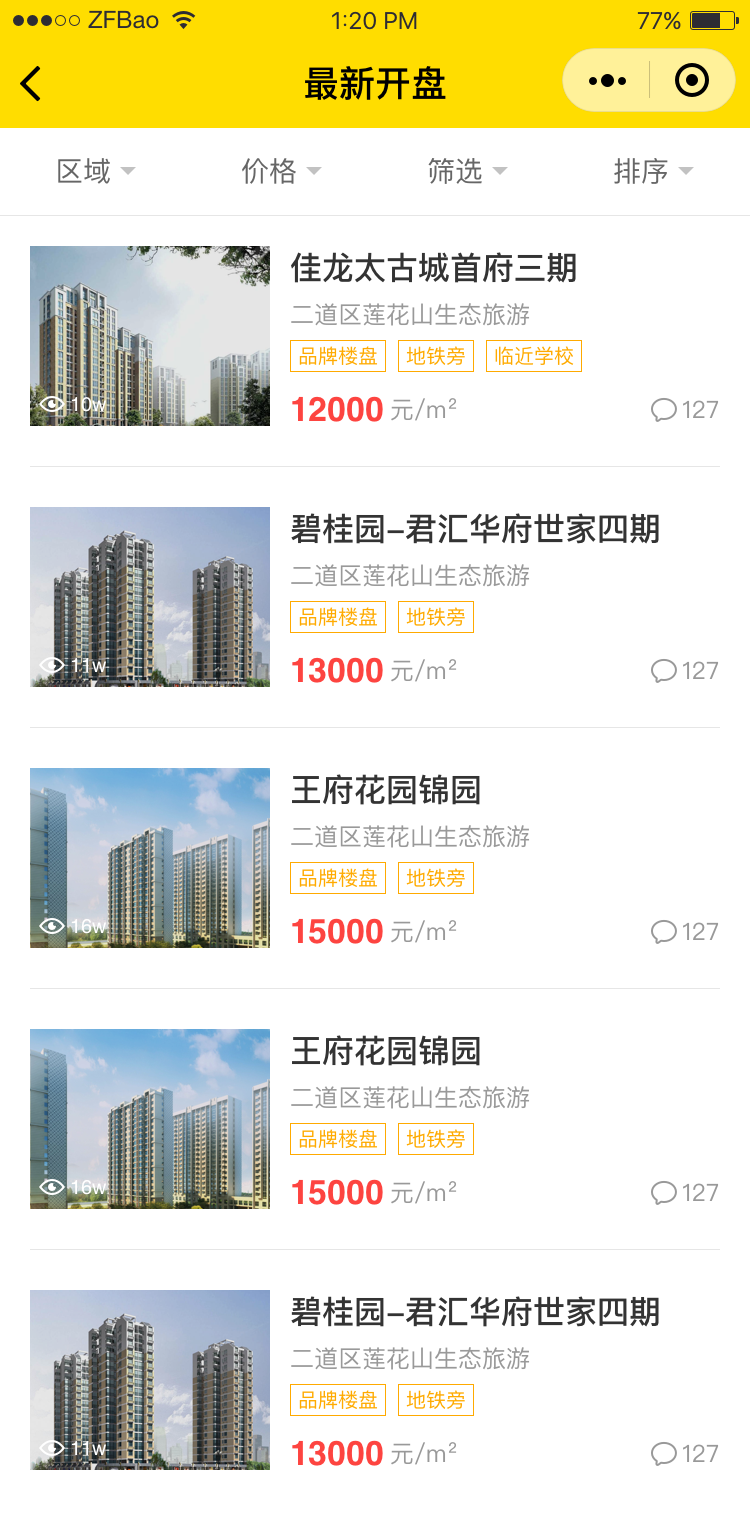 ZFBao 1:20 PM 77%
最新开盘
区域 价格 筛选 排序
佳龙太古城首府三期
二道区莲花山生态旅游
品牌楼盘 地铁旁 临近学校
10w 12000 元/m² 127
碧桂园-君汇华府世家四期
二道区莲花山生态旅游
品牌楼盘 地铁旁
11w 13000 元/m² 127
王府花园锦园
二道区莲花山生态旅游
品牌楼盘 地铁旁
16w 15000 元/m² 127
王府花园锦园
二道区莲花山生态旅游
品牌楼盘 地铁旁
16w 15000 元/m² 127
碧桂园-君汇华府世家四期
二道区莲花山生态旅游
品牌楼盘 地铁旁
11w 13000 元/m² 127